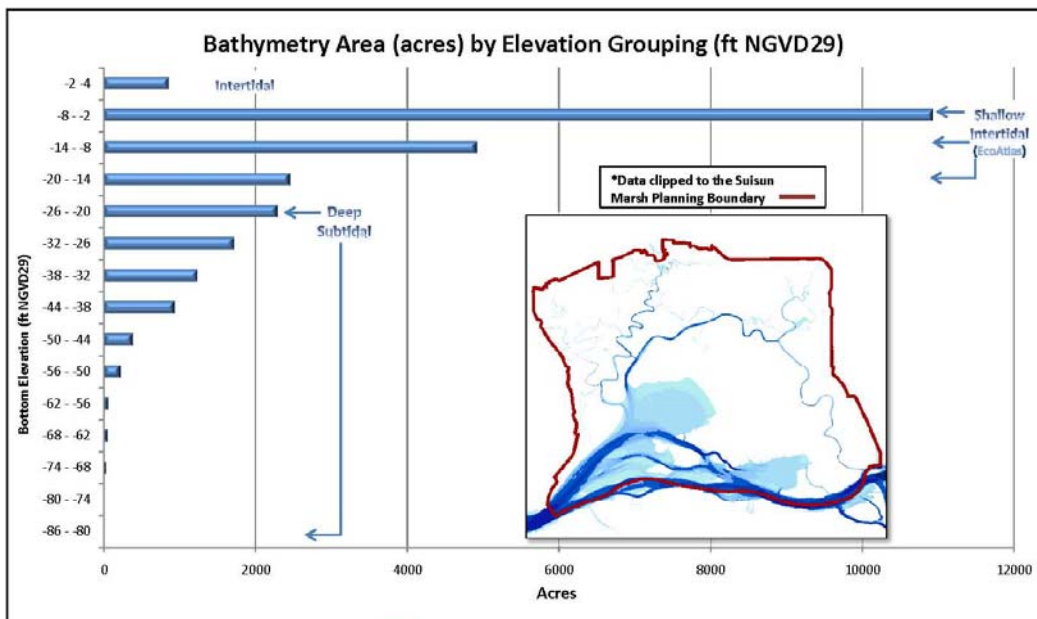 Bathymetry Area (acres) by Elevation Grouping (ft NGVD29)
Bottom Elevation (ft NGVD29)
-2 -4
-8 - -2
-14 - -8
-20 - -14
-26 - -20
-32 - -26
-38 - -32
-44 - -38
-50 - -44
-56 - -50
-62 - -56
-68 - -62
-74 - -68
-80 - -74
-86 - -80
Intertidal
Shallow
Intertidal
(EcoAtlas)
Deep
Subtidal
*Data clipped to the Suisun
Marsh Planning Boundary
0 2000 4000 6000 8000 10000 12000
Acres